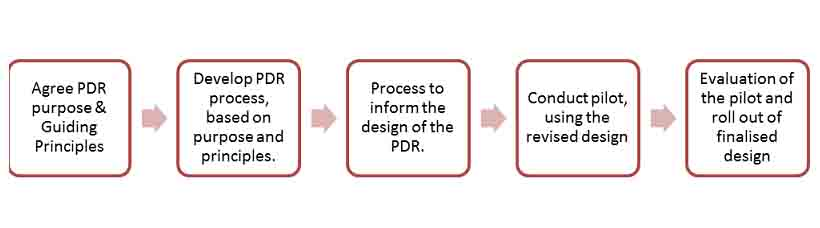 Agree PDR
purpose &
Guiding
Principles
Develop PDR
process,
based on
purpose and
principles.
Process to
inform the
design of the
PDR.
Conduct pilot,
using the
revised design
Evaluation of
the pilot and
roll out of
finalised
design